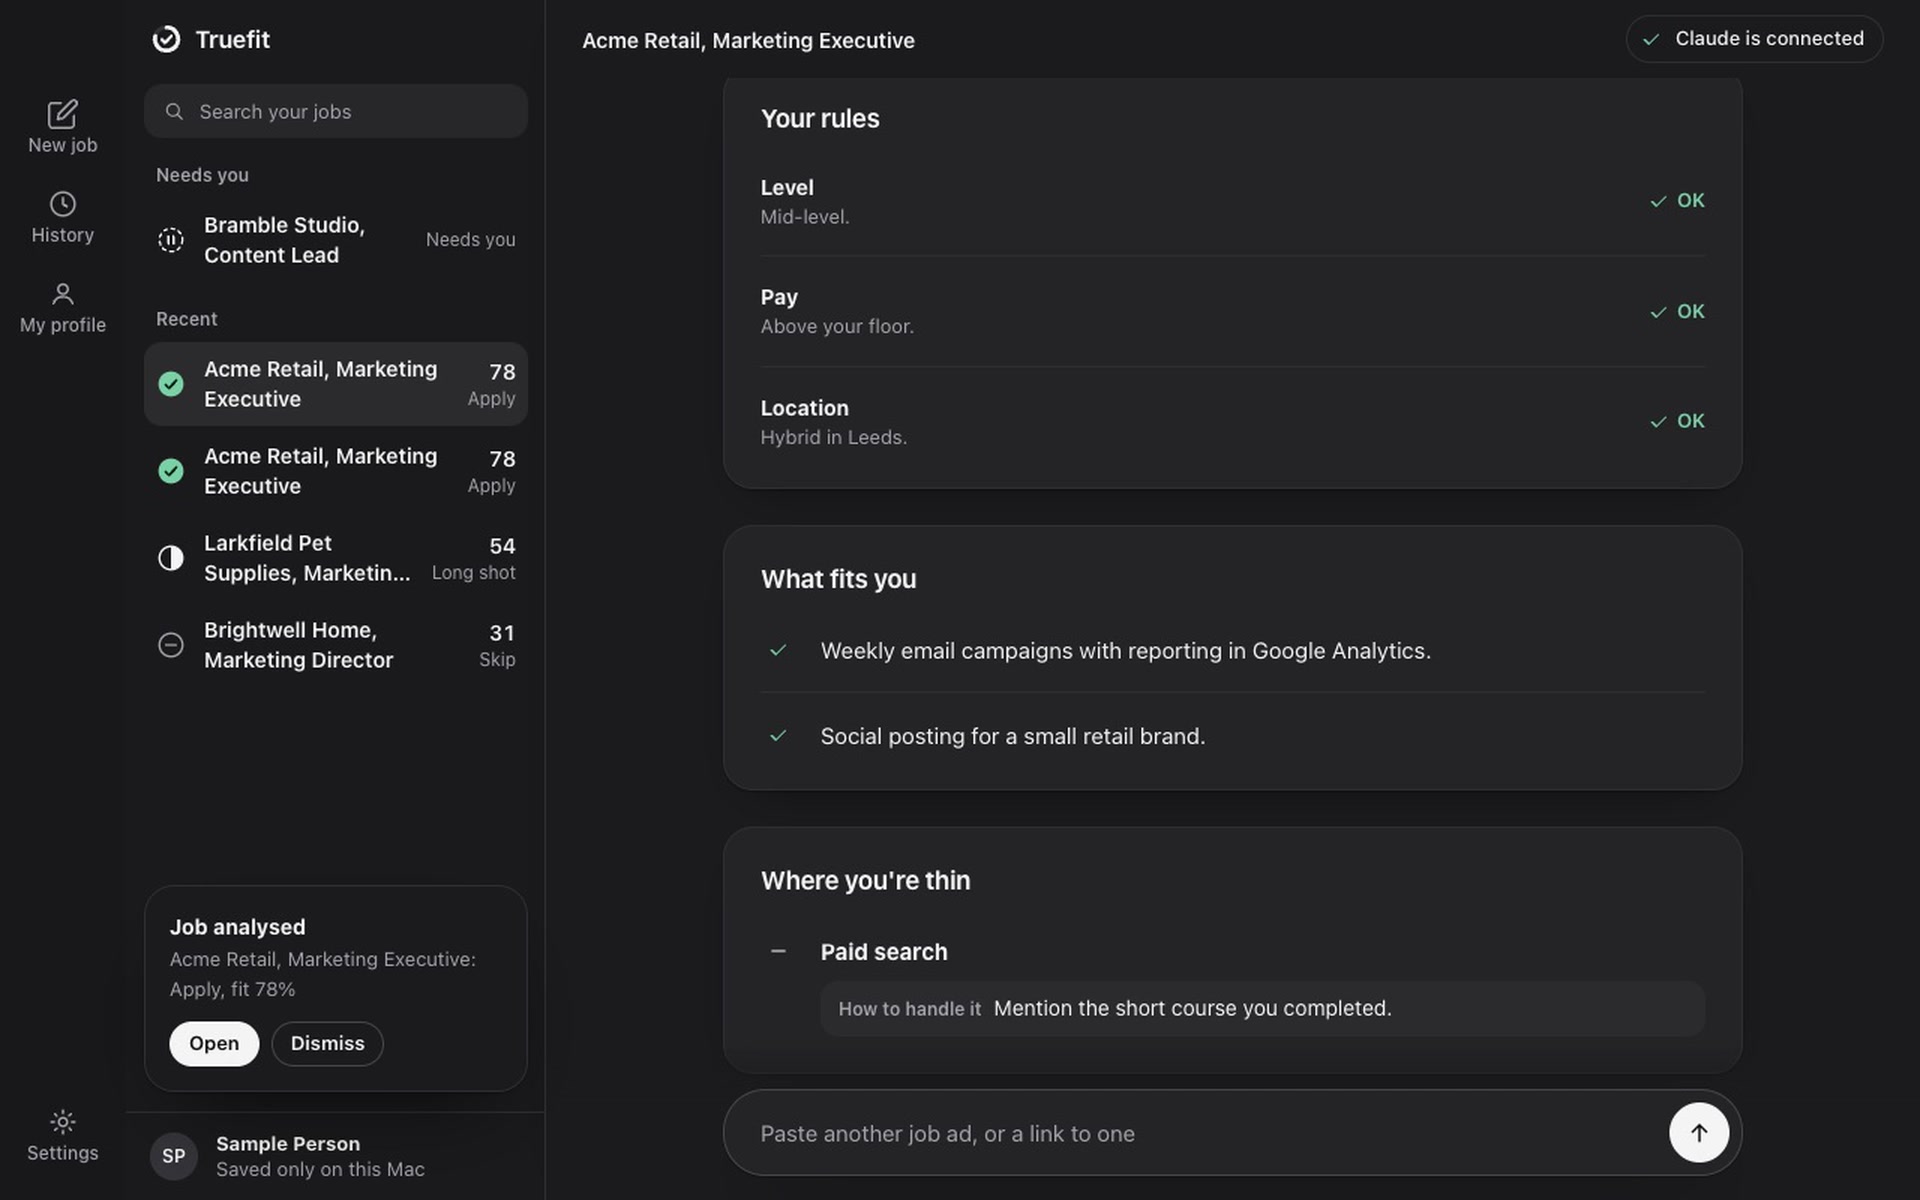 New job
History
My profile
Settings
Truefit
Search your jobs
Needs you
Bramble Studio,
Content Lead
Needs you
Recent
Acme Retail, Marketing
Executive
78
Apply
Acme Retail, Marketing
Executive
78
Apply
Larkfield Pet
Supplies, Marketin...
54
Long shot
Brightwell Home,
Marketing Director
31
Skip
Job analysed
Acme Retail, Marketing Executive:
Apply, fit 78%
Open
Dismiss
SP
Sample Person
Saved only on this Mac
Acme Retail, Marketing Executive
Claude is connected
Your rules
Level
Mid-level.
OK
Pay
Above your floor.
OK
Location
Hybrid in Leeds.
OK
What fits you
Weekly email campaigns with reporting in Google Analytics.
Social posting for a small retail brand.
Where you're thin
Paid search
How to handle it Mention the short course you completed.
Paste another job ad, or a link to one